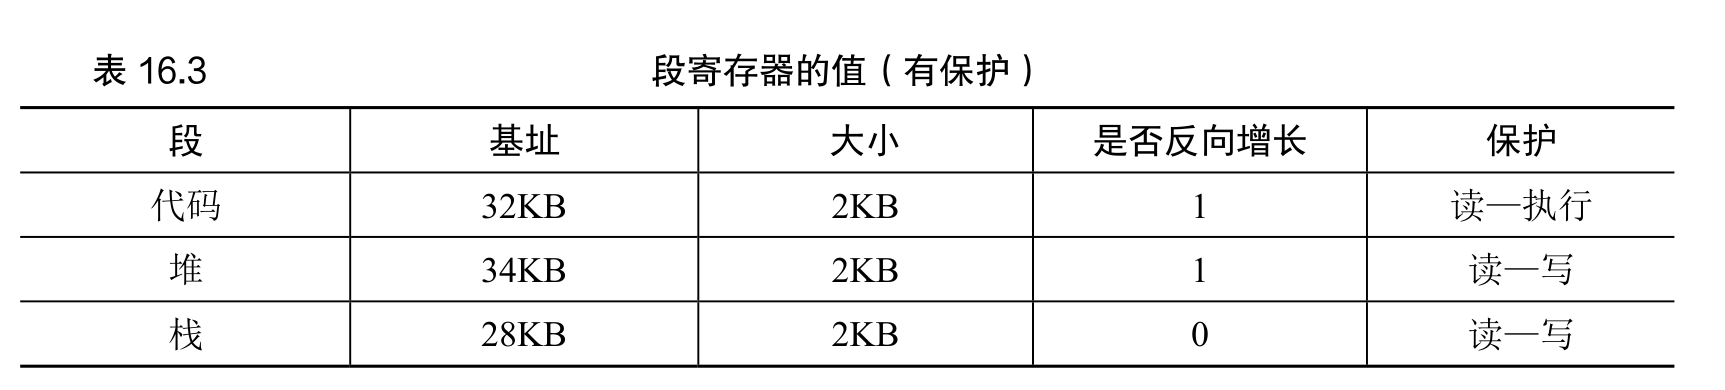 表 16.3 段寄存器的值（有保护）
段 基址 大小 是否反向增长 保护
代码 32KB 2KB 1 读—执行
堆 34KB 2KB 1 读—写
栈 28KB 2KB 0 读—写